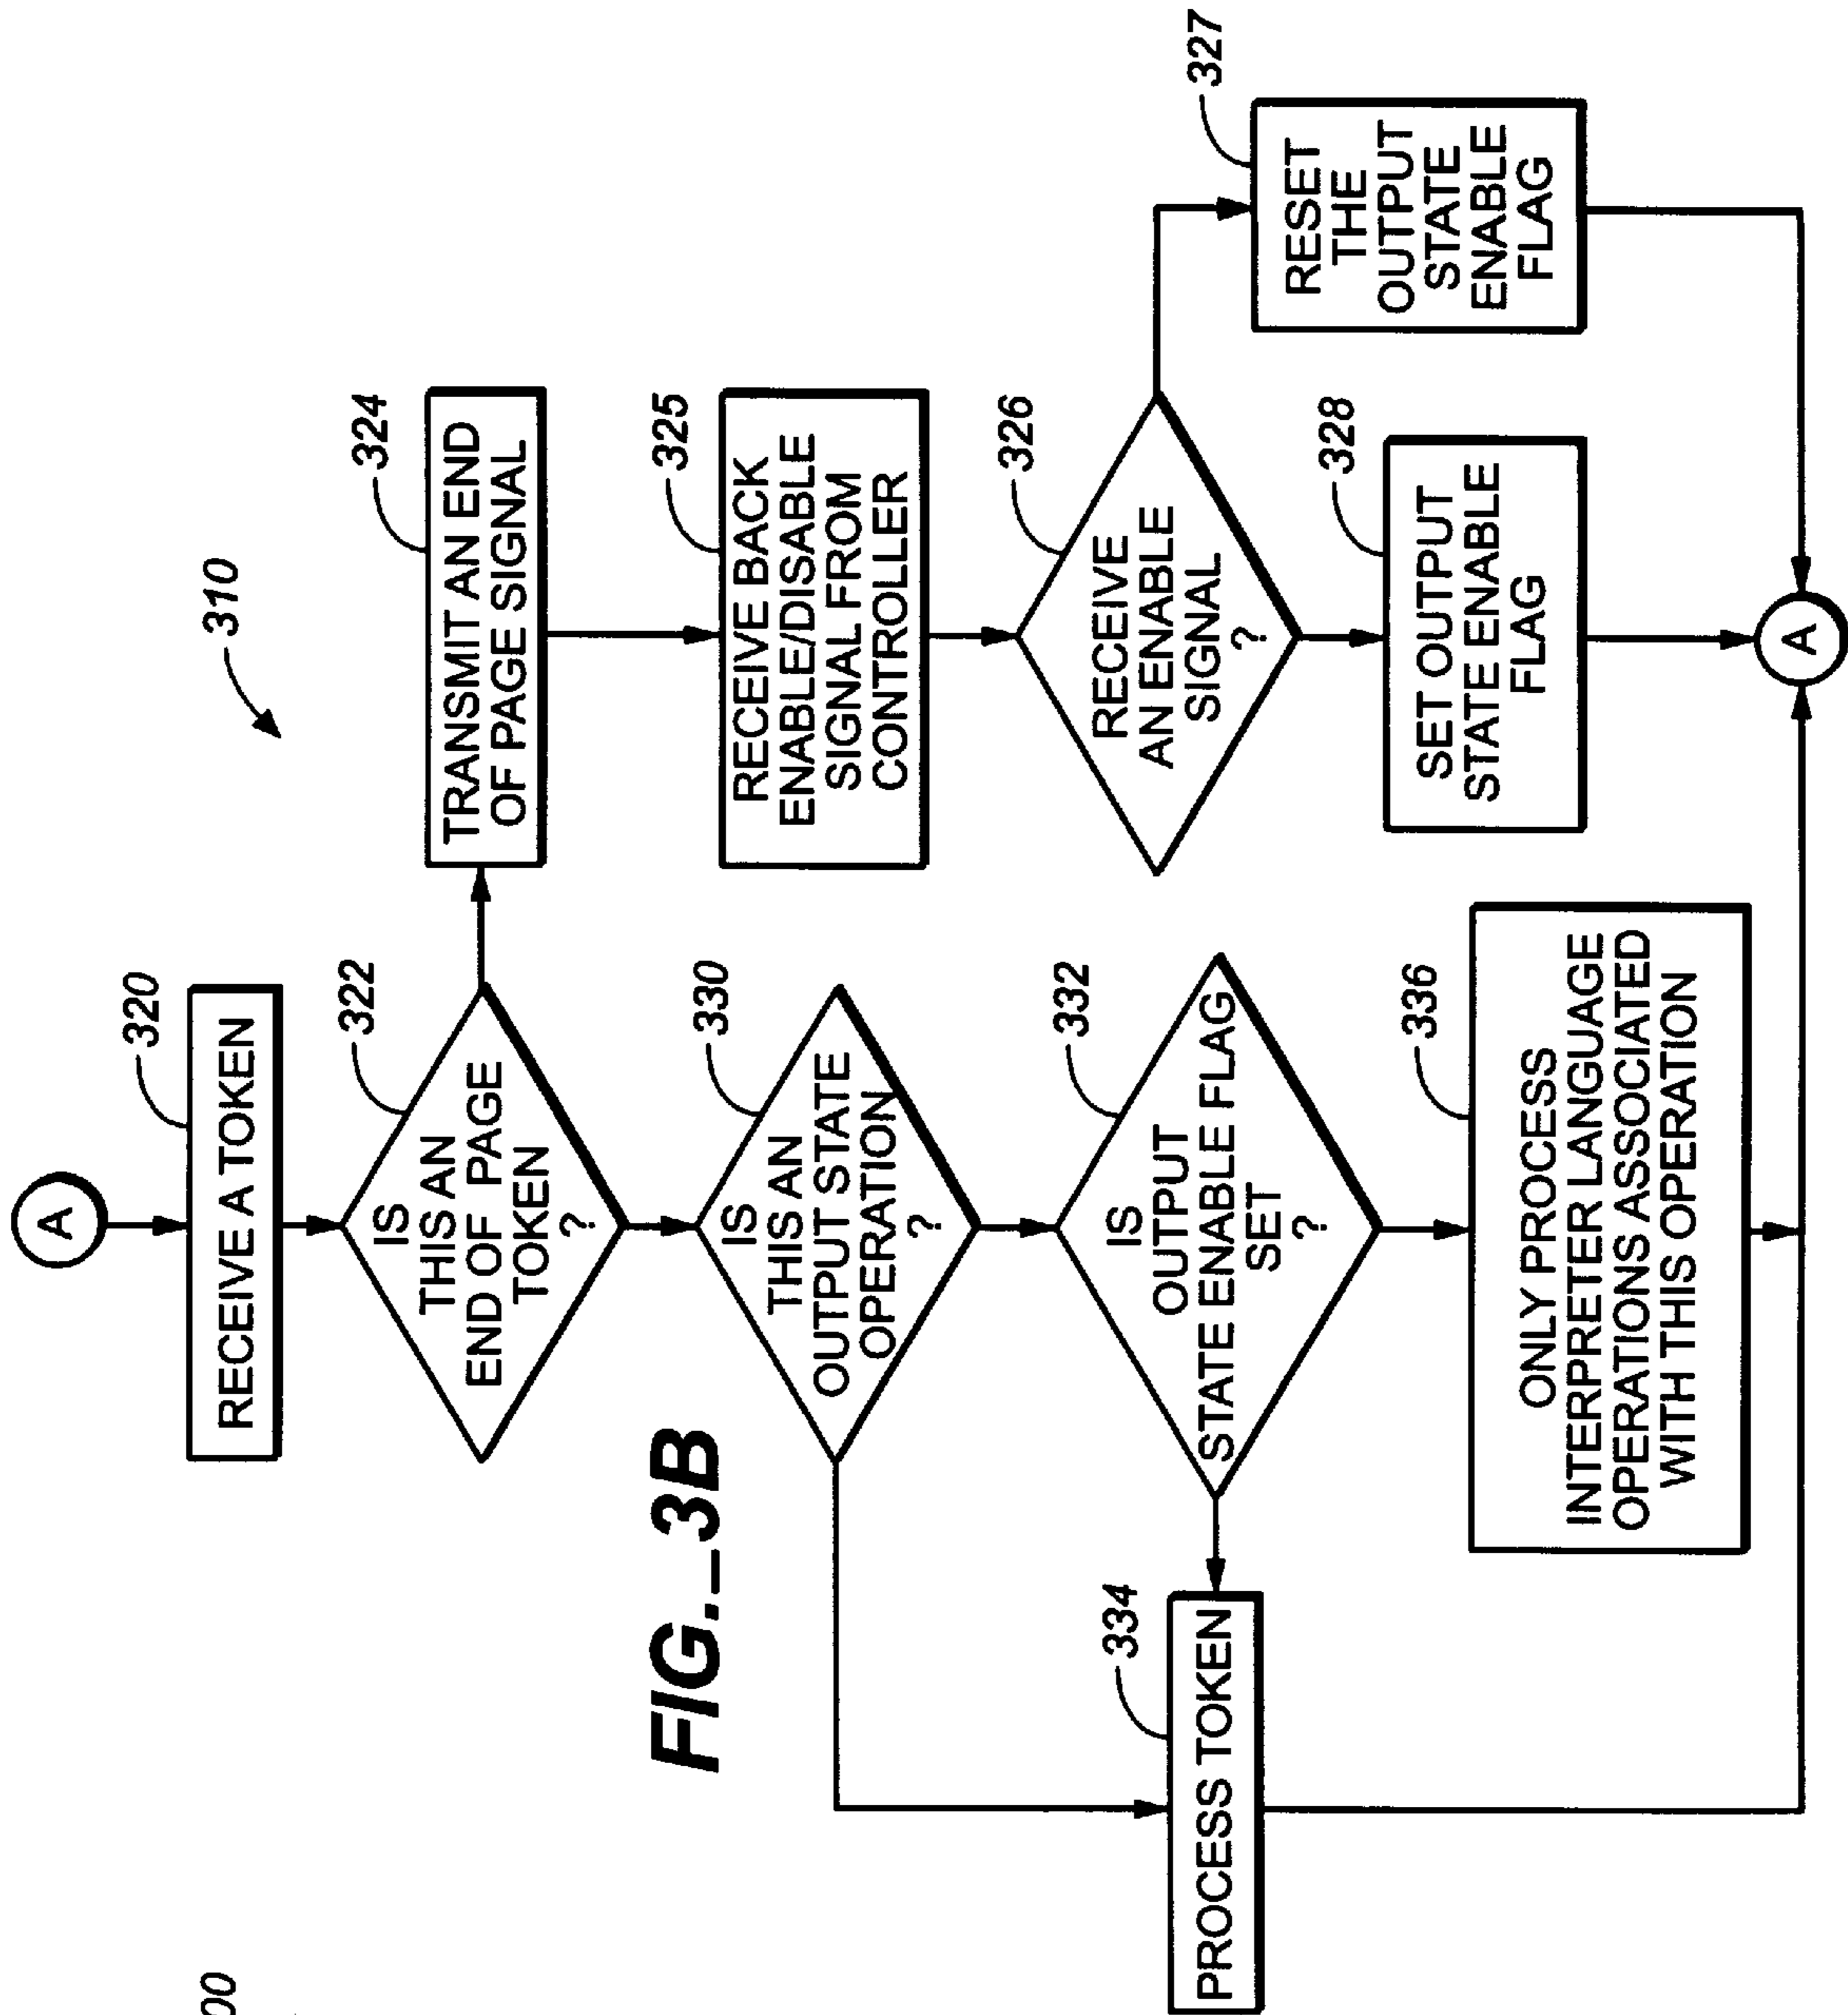 310
A
320
RECEIVE A TOKEN
322
IS
THIS AN
END OF PAGE
TOKEN
?
324
TRANSMIT AN END
OF PAGE SIGNAL
325
RECEIVE BACK
ENABLE/DISABLE
SIGNAL FROM
CONTROLLER
326
RECEIVE
AN ENABLE
SIGNAL
?
327
RESET
THE
OUTPUT
STATE
ENABLE
FLAG
328
SET OUTPUT
STATE ENABLE
FLAG
330
IS
THIS AN
OUTPUT STATE
OPERATION
?
332
IS
OUTPUT
STATE ENABLE FLAG
SET
?
334
PROCESS TOKEN
336
ONLY PROCESS
INTERPRETER LANGUAGE
OPERATIONS ASSOCIATED
WITH THIS OPERATION
A
FIG._3B